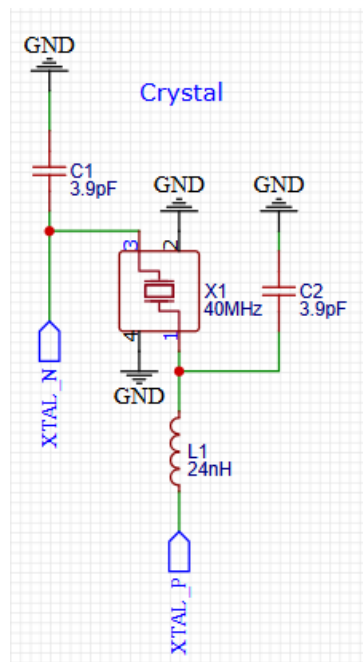 GND
Crystal
C1
3.9pF
GND
GND
3
2
X1
40MHz
C2
3.9pF
4
1
GND
XTAL_N
L1
24nH
XTAL_P